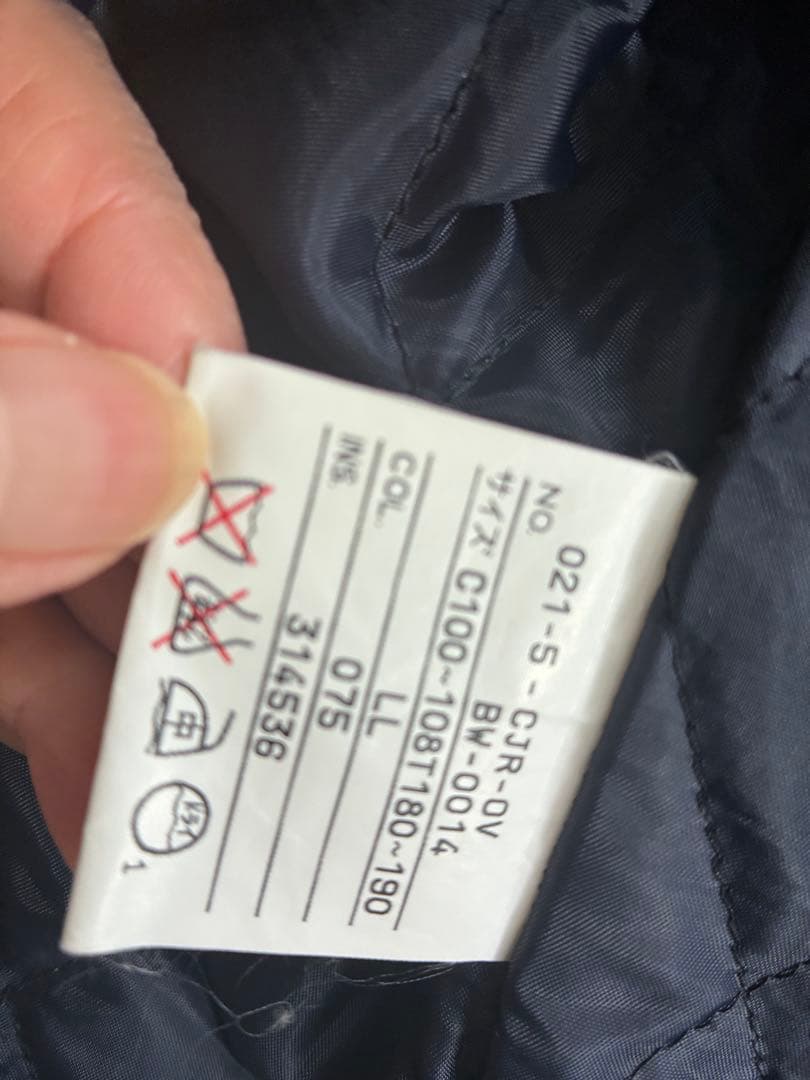 NO. 021-5-CJR-OV
BW-0014
サイズ C100~108T180~190
LL
COL. 075
INS. 314536
中
1